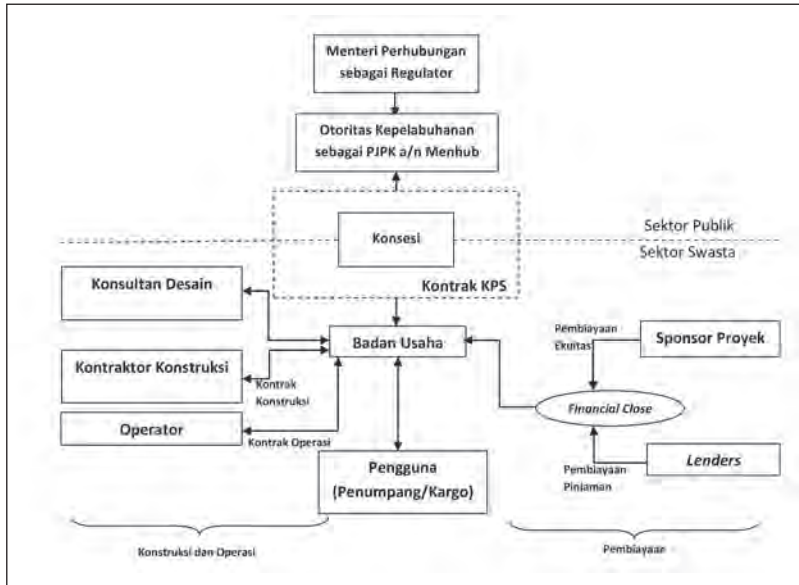 Menteri Perhubungan
sebagai Regulator
Otoritas Kepelabuhanan
sebagai PJPK a/n Menhub
Konsesi
Sektor Publik
Sektor Swasta
Kontrak KPS
Konsultan Desain
Badan Usaha
Pembiayaan
Ekuitas
Sponsor Proyek
Kontraktor Konstruksi
Kontrak
Konstruksi
Financial Close
Operator
Kontrak Operasi
Pengguna
(Penumpang/Kargo)
Pembiayaan
Pinjaman
Lenders
Konstruksi dan Operasi
Pembiayaan